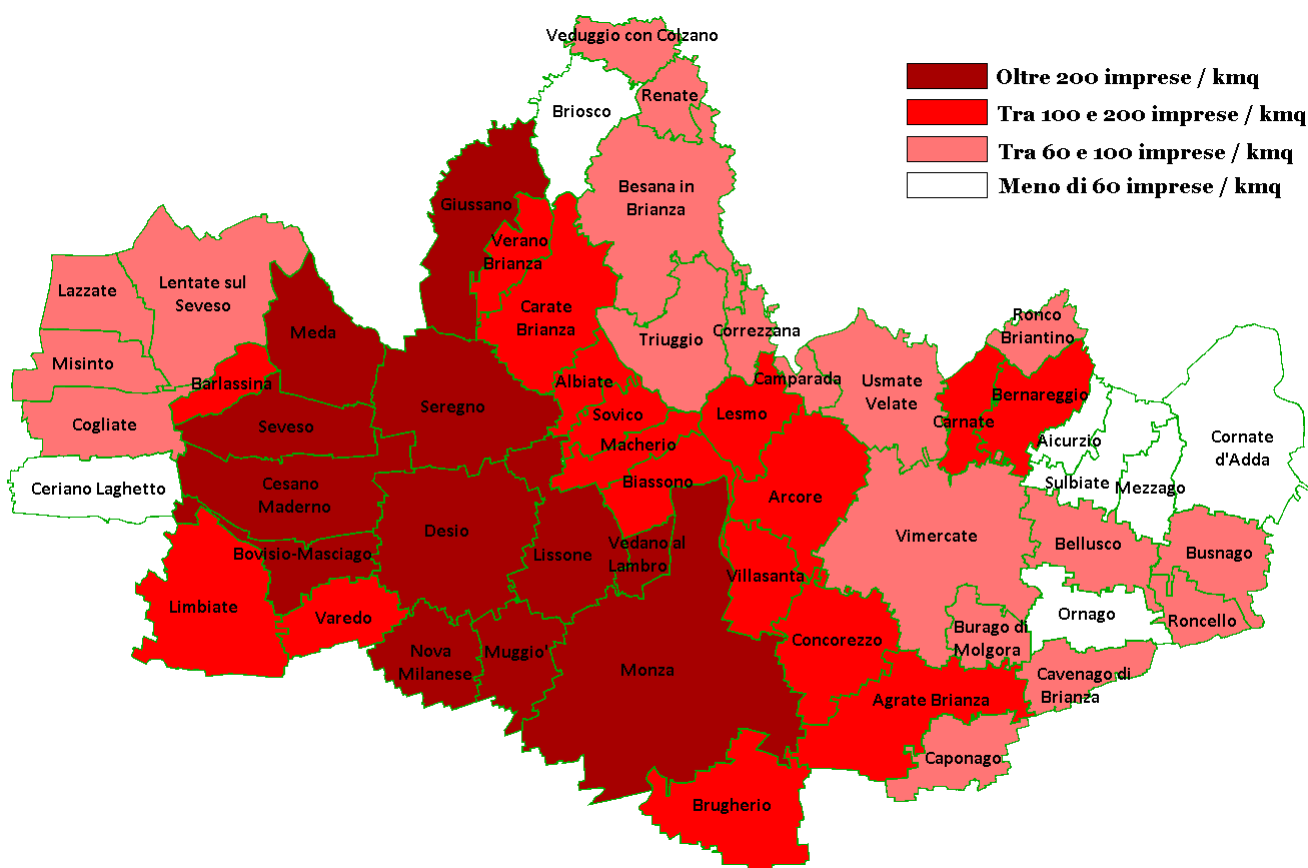 Veduggio con Colzano
Oltre 200 imprese / kmq
Renate
Tra 100 e 200 imprese / kmq
Briosco
Tra 60 e 100 imprese / kmq
Meno di 60 imprese / kmq
Besana in
Brianza
Giussano
Verano
Brianza
Lentate sul
Seveso
Lazzate
Carate
Brianza
Ronco
Briantino
Meda
Triuggio
Correzzana
Misinto
Barlassina
Albiate
Camparada
Usmate
Velate
Bernareggio
Seregno
Sovico
Lesmo
Carnate
Cogliate
Seveso
Macherio
Aicurzio
Cornate
d'Adda
Ceriano Laghetto
Cesano
Maderno
Biassono
Arcore
Sulbiate
Mezzago
Desio
Vimercate
Bellusco
Busnago
Bovisio-Masciago
Lissone
Vedano al
Lambro
Villasanta
Limbiate
Varedo
Ornago
Roncello
Nova
Milanese
Muggio'
Monza
Concorezzo
Burago di
Molgora
Cavenago di
Brianza
Agrate Brianza
Caponago
Brugherio